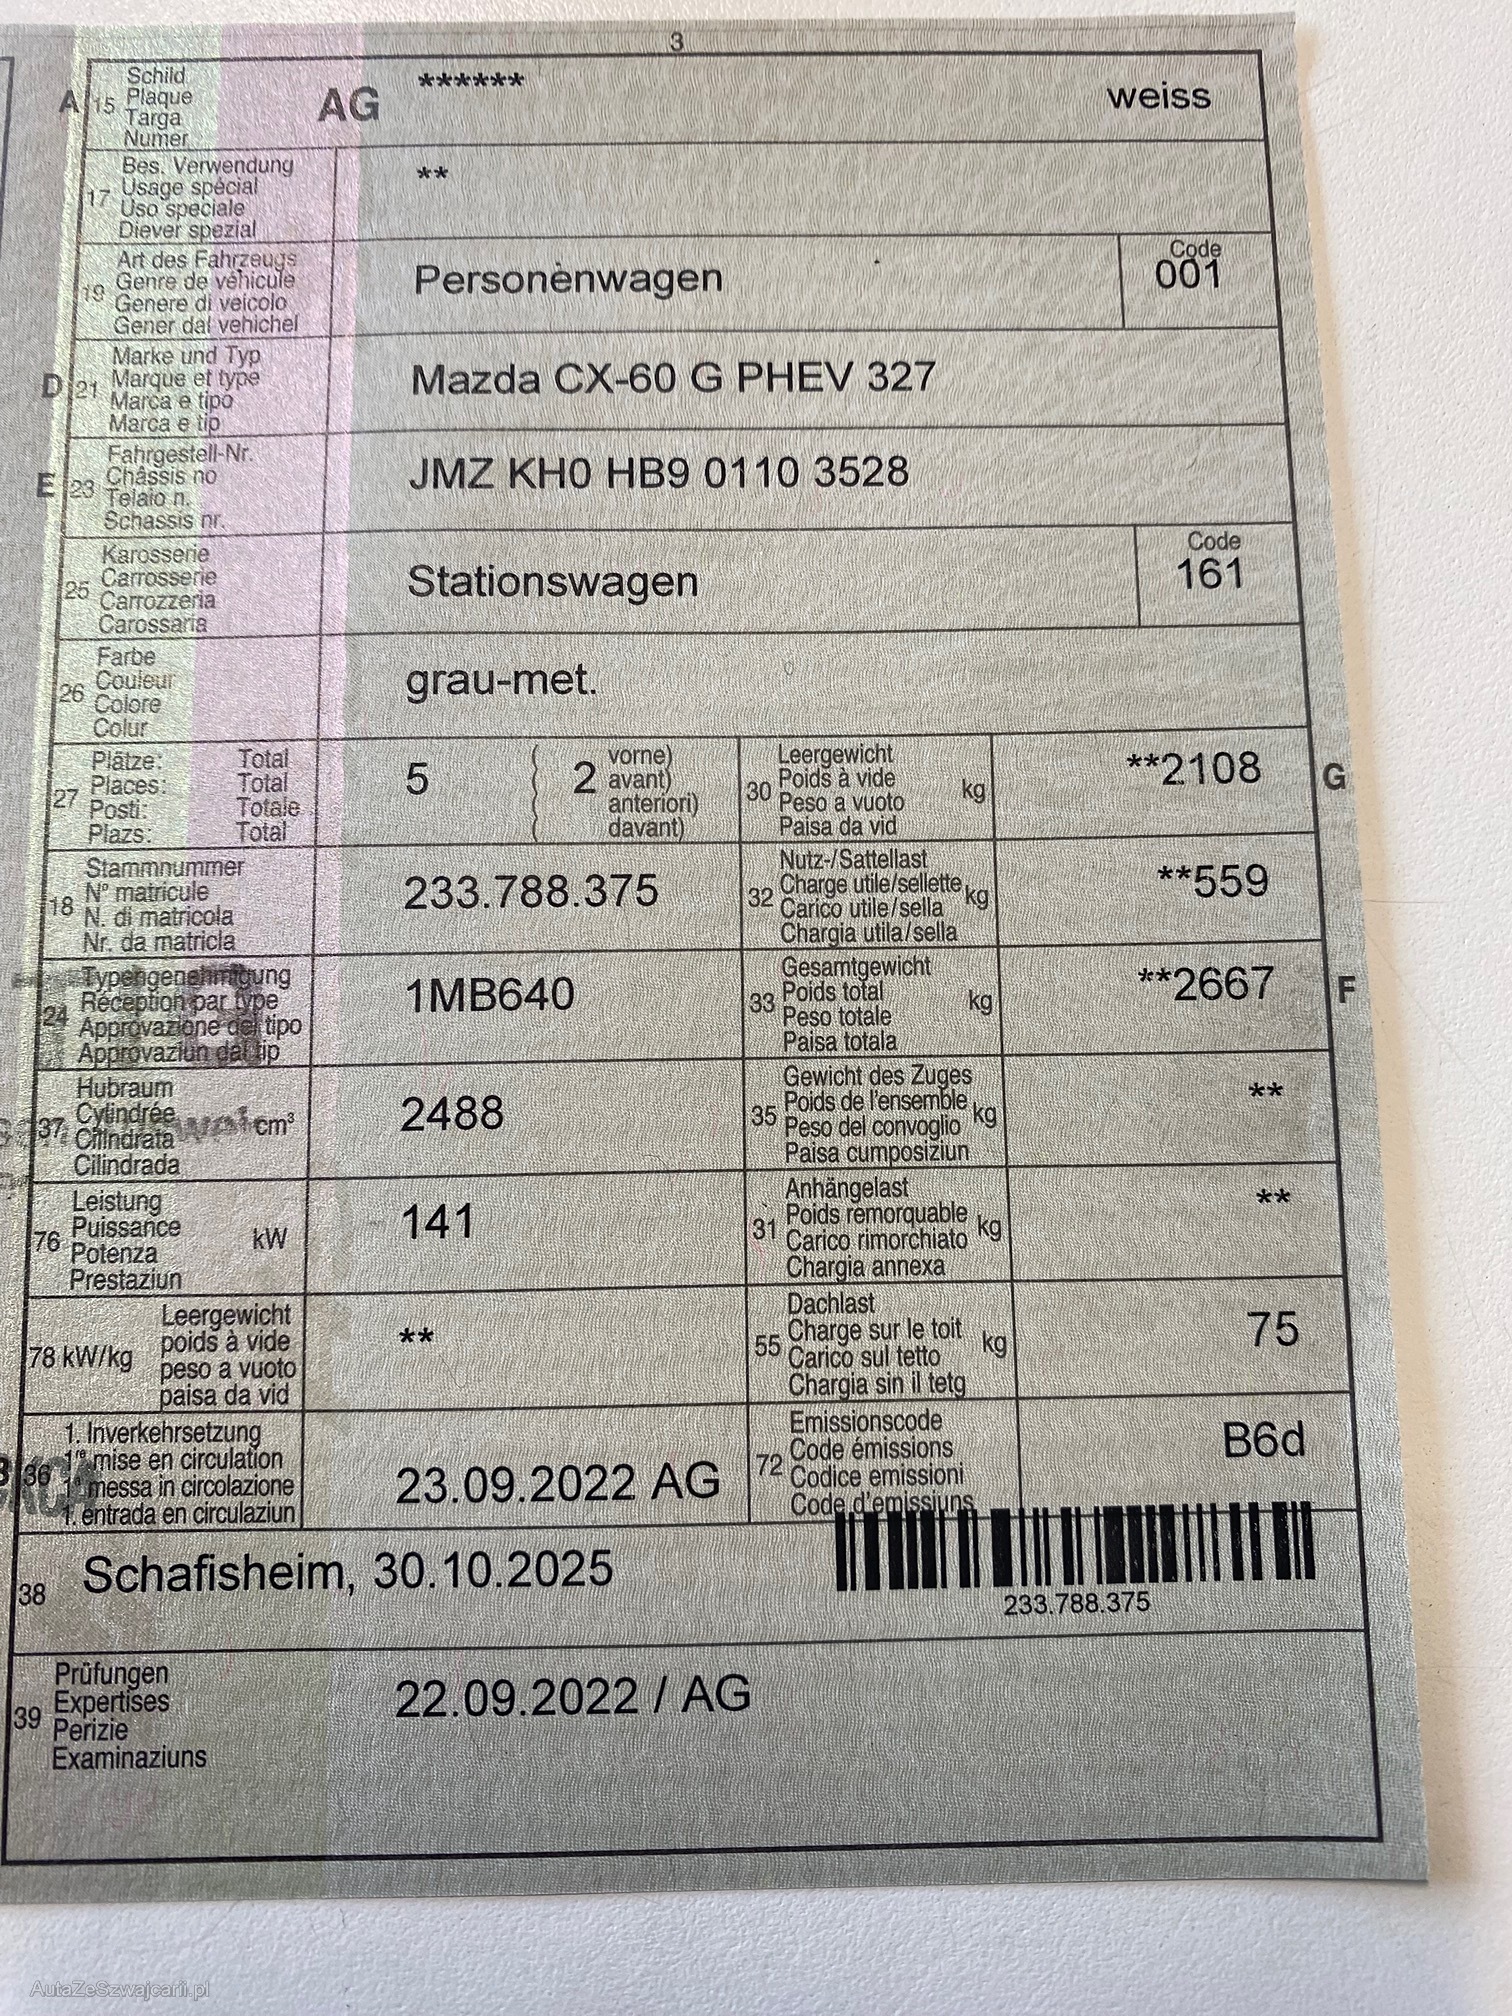 3
A 15 Schild
Plaque
Targa
Numer
AG ****** weiss
17 Bes. Verwendung
Usage spécial
Uso speciale
Diever spezial
**
19 Art des Fahrzeugs
Genre de véhicule
Genere di veicolo
Gener dal vehichel
Personenwagen
Code
001
D 21 Marke und Typ
Marque et type
Marca e tipo
Marca e tip
Mazda CX-60 G PHEV 327
E 23 Fahrgestell-Nr.
Châssis no
Telaio n.
Schassis nr.
JMZ KH0 HB9 0110 3528
25 Karosserie
Carrosserie
Carrozzeria
Carossaria
Stationswagen
Code
161
26 Farbe
Couleur
Colore
Colur
grau-met.
27 Plätze: Total
Places: Total
Posti: Totale
Plazs: Total
5 ( 2 vorne)
avant)
anteriori)
davant)
30 Leergewicht
Poids à vide
Peso a vuoto
Paisa da vid
kg
**2108 G
18 Stammnummer
N° matricule
N. di matricola
Nr. da matricla
233.788.375
32 Nutz-/Sattellast
Charge utile/sellette
Carico utile/sella
Chargia utila/sella
kg
**559
24 Typengenehmigung
Réception par type
Approvazione del tipo
Approvaziun dal tip
1MB640
33 Gesamtgewicht
Poids total
Peso totale
Paisa totala
kg
**2667 F
37 Hubraum
Cylindrée
Cilindrata
Cilindrada
cm³
2488
35 Gewicht des Zuges
Poids de l'ensemble
Peso del convoglio
Paisa cumposiziun
kg
**
76 Leistung
Puissance
Potenza
Prestaziun
kW
141
31 Anhängelast
Poids remorquable
Carico rimorchiato
Chargia annexa
kg
**
78 kW/kg Leergewicht
poids à vide
peso a vuoto
paisa da vid
**
55 Dachlast
Charge sur le toit
Carico sul tetto
Chargia sin il tetg
kg
75
36 1. Inverkehrsetzung
1re mise en circulation
1a messa in circolazione
1. entrada en circulaziun
23.09.2022 AG
72 Emissionscode
Code émissions
Codice emissioni
Code d'emissiuns
B6d
38 Schafisheim, 30.10.2025
233.788.375
39 Prüfungen
Expertises
Perizie
Examinaziuns
22.09.2022 / AG
AutaZeSzwajcarii.pl